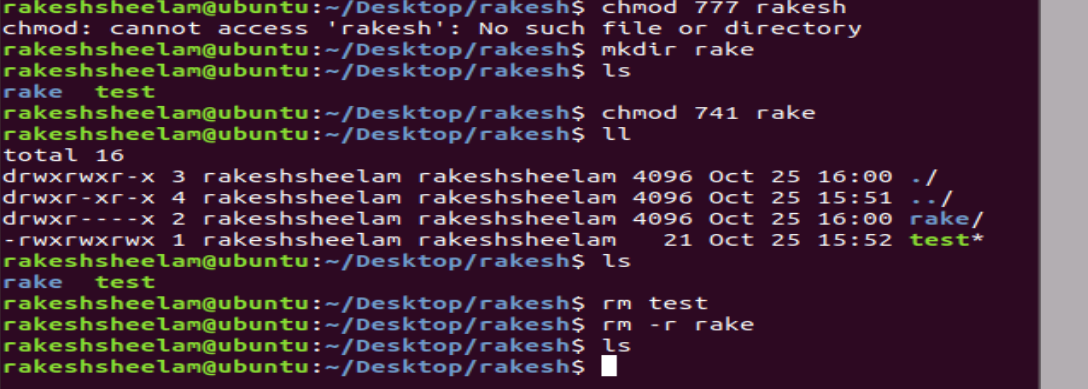 rakeshsheelam@ubuntu:~/Desktop/rakesh$ chmod 777 rakesh
chmod: cannot access 'rakesh': No such file or directory
rakeshsheelam@ubuntu:~/Desktop/rakesh$ mkdir rake
rakeshsheelam@ubuntu:~/Desktop/rakesh$ ls
rake  test
rakeshsheelam@ubuntu:~/Desktop/rakesh$ chmod 741 rake
rakeshsheelam@ubuntu:~/Desktop/rakesh$ ll
total 16
drwxrwxr-x 3 rakeshsheelam rakeshsheelam 4096 Oct 25 16:00 ./
drwxr-xr-x 4 rakeshsheelam rakeshsheelam 4096 Oct 25 15:51 ../
drwxr----x 2 rakeshsheelam rakeshsheelam 4096 Oct 25 16:00 rake/
-rwxrwxrwx 1 rakeshsheelam rakeshsheelam   21 Oct 25 15:52 test*
rakeshsheelam@ubuntu:~/Desktop/rakesh$ ls
rake  test
rakeshsheelam@ubuntu:~/Desktop/rakesh$ rm test
rakeshsheelam@ubuntu:~/Desktop/rakesh$ rm -r rake
rakeshsheelam@ubuntu:~/Desktop/rakesh$ ls
rakeshsheelam@ubuntu:~/Desktop/rakesh$